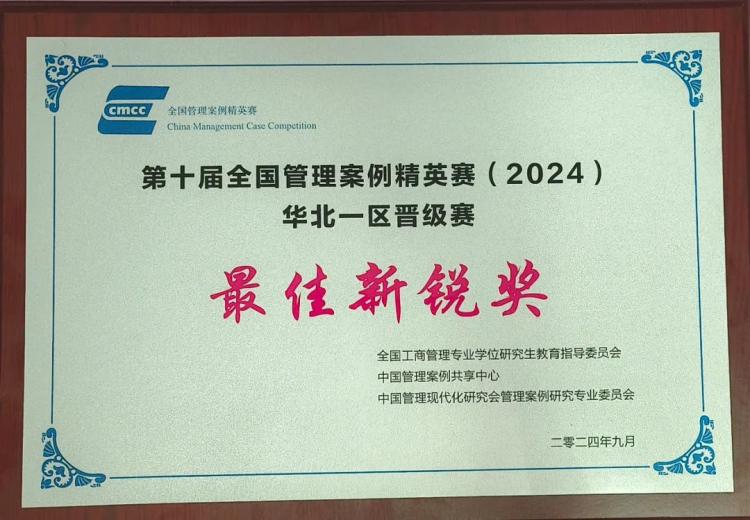 cmcc
全国管理案例精英赛
China Management Case Competition
第十届全国管理案例精英赛(2024)
华北一区晋级赛
最佳新锐奖
全国工商管理专业学位研究生教育指导委员会
中国管理案例共享中心
中国管理现代化研究会管理案例研究专业委员会
二零二四年九月